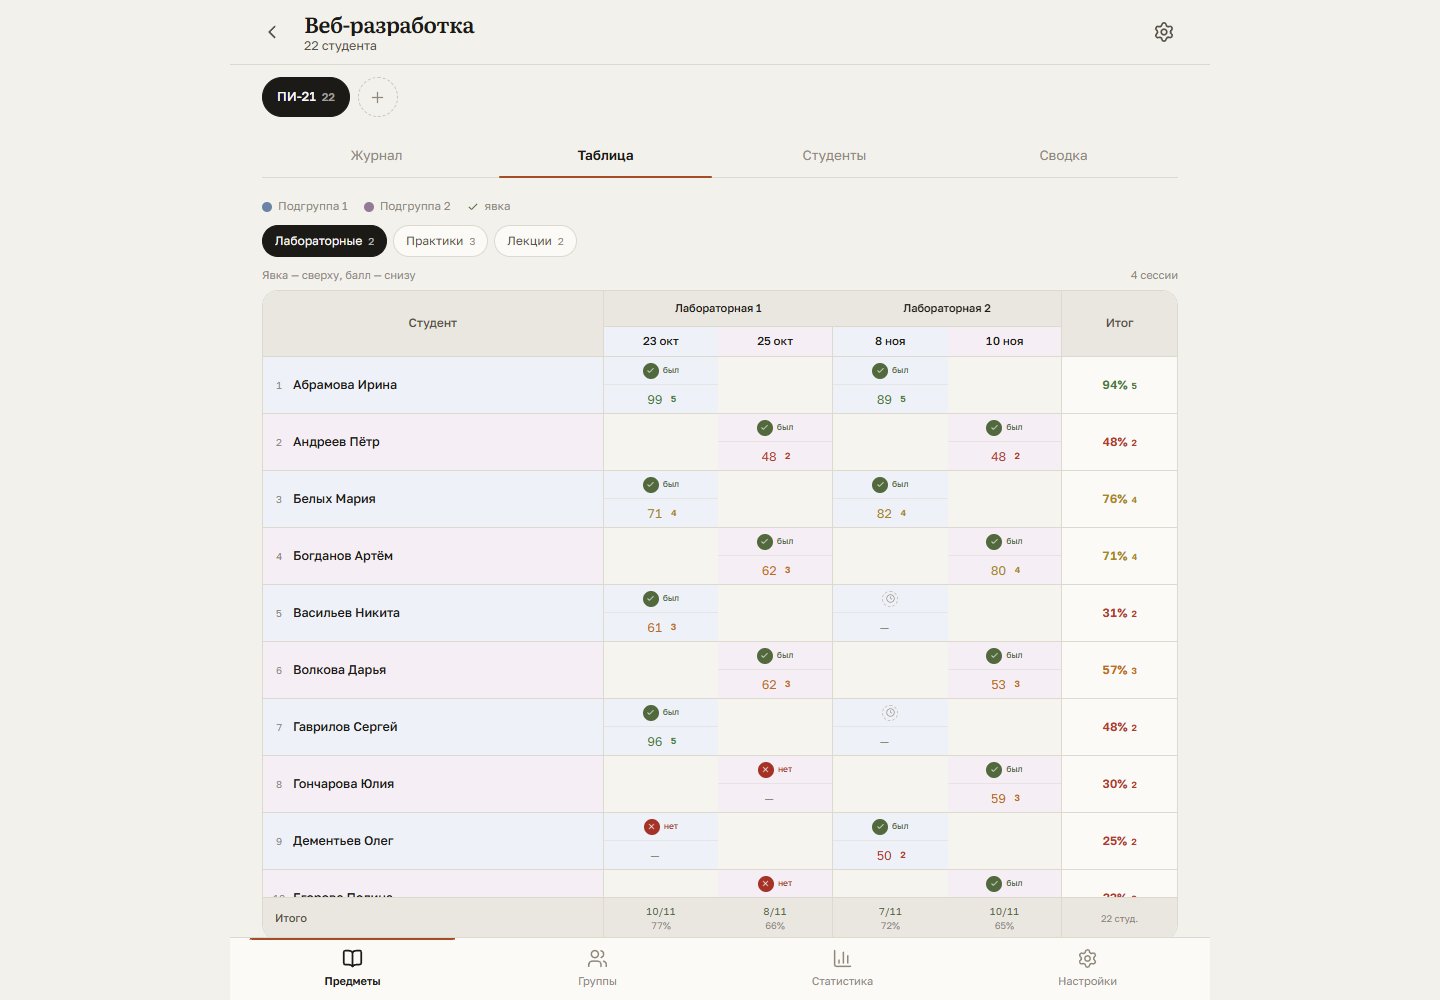 Веб-разработка
22 студента
ПИ-21 22
Журнал Таблица Студенты Сводка
Подгруппа 1 Подгруппа 2 явка
Лабораторные 2 Практики 3 Лекции 2
Явка — сверху, балл — снизу 4 сессии
Студент Лабораторная 1 Лабораторная 2 Итог
23 окт 25 окт 8 ноя 10 ноя
был был
1 Абрамова Ирина 94% 5
99 5 89 5
был был
2 Андреев Пётр 48% 2
48 2 48 2
был был
3 Белых Мария 76% 4
71 4 82 4
был был
4 Богданов Артём 71% 4
62 3 80 4
был
5 Васильев Никита 31% 2
61 3 —
был был
6 Волкова Дарья 57% 3
62 3 53 3
был
7 Гаврилов Сергей 48% 2
96 5 —
нет был
8 Гончарова Юлия 30% 2
— 59 3
нет был
9 Дементьев Олег 25% 2
— 50 2
нет был
Итого 10/11 8/11 7/11 10/11 22 студ.
77% 66% 72% 65%
Предметы Группы Статистика Настройки